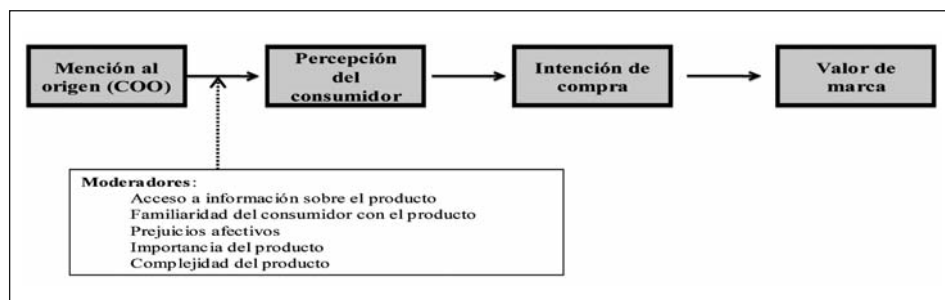 Mención al
origen (COO)
Percepción
del
consumidor
Intención de
compra
Valor de
marca
Moderadores:
Acceso a información sobre el producto
Familiaridad del consumidor con el producto
Prejuicios afectivos
Importancia del producto
Complejidad del producto